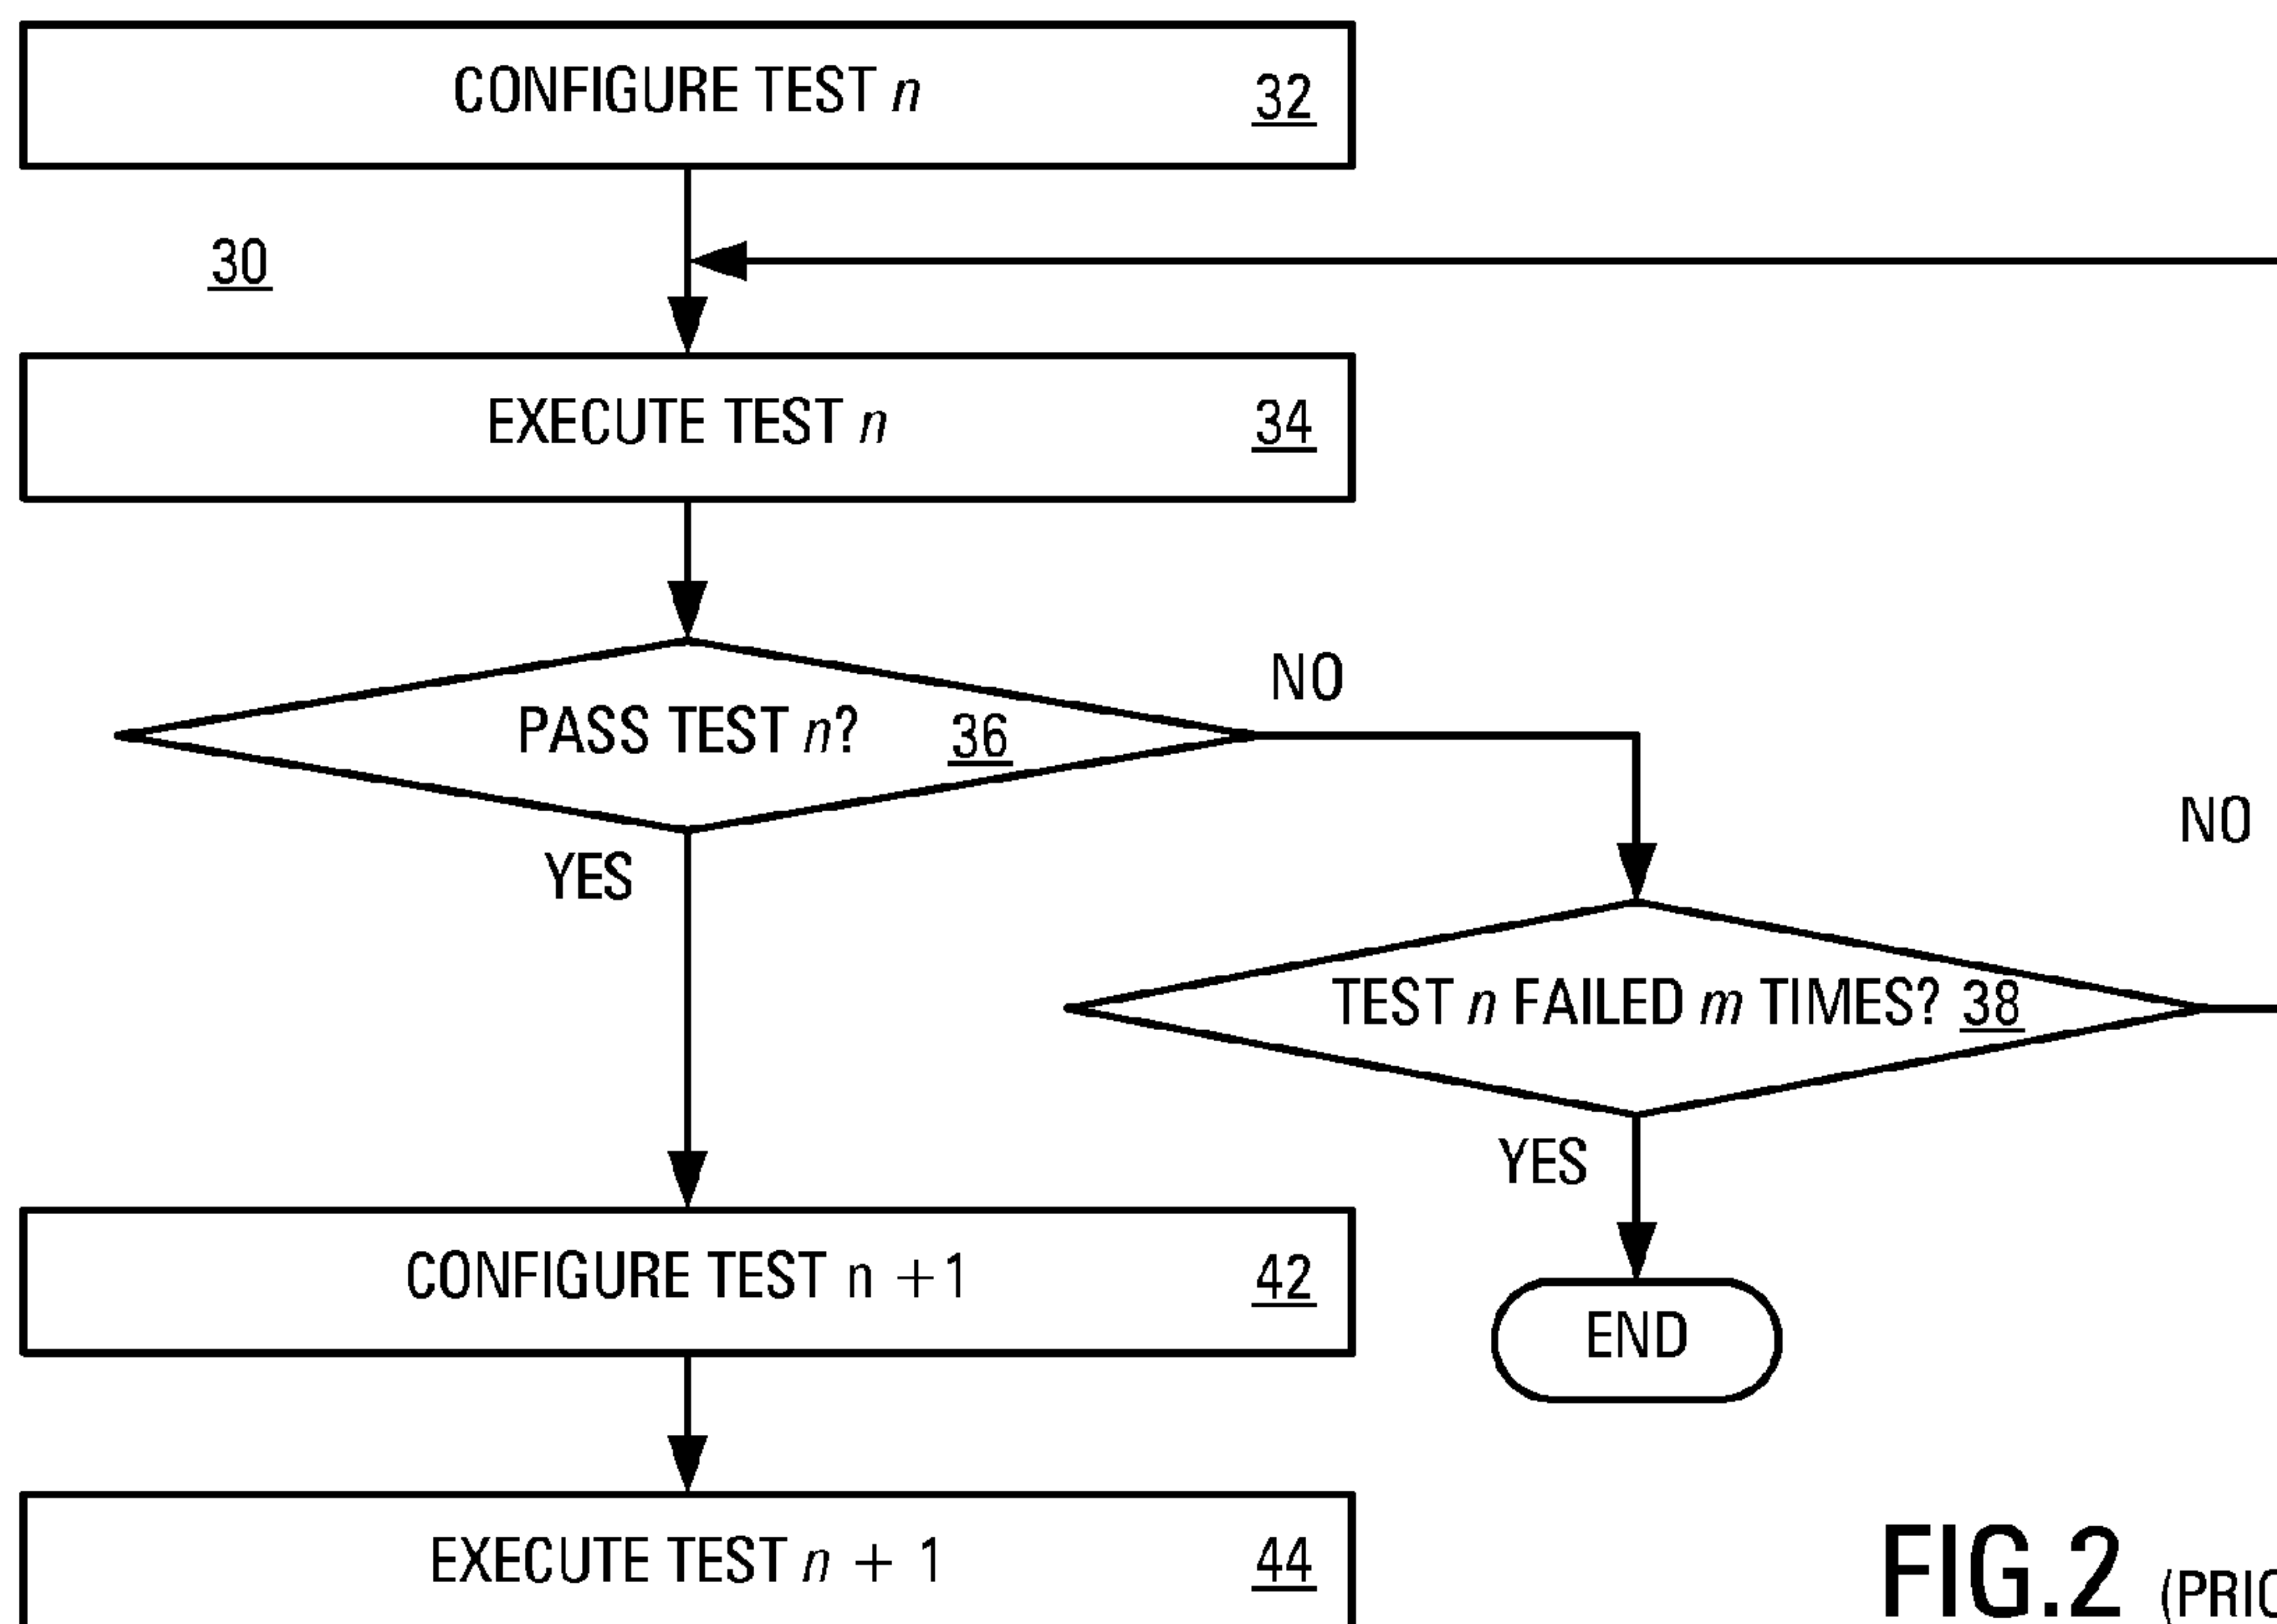 CONFIGURE TEST n 32
30
EXECUTE TEST n 34
NO
PASS TEST n? 36
NO
YES
TEST n FAILED m TIMES? 38
YES
CONFIGURE TEST n +1 42
END
EXECUTE TEST n + 1 44
FIG.2